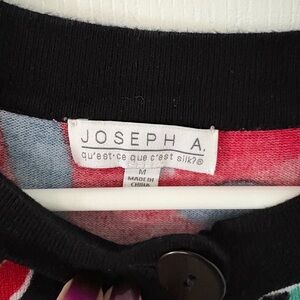 JOSEPH A.
qu'est·ce que c'est silk?®
M
MADE IN
CHINA